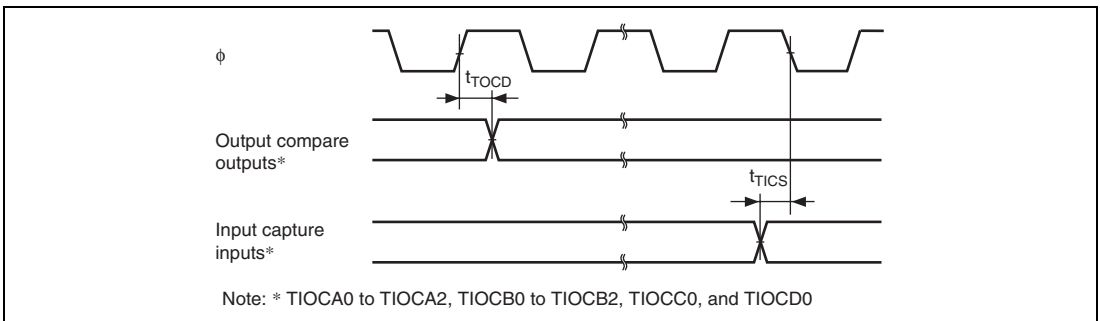 ϕ
tTOCD
Output compare
outputs*
tTICS
Input capture
inputs*
Note: * TIOCA0 to TIOCA2, TIOCB0 to TIOCB2, TIOCC0, and TIOCD0